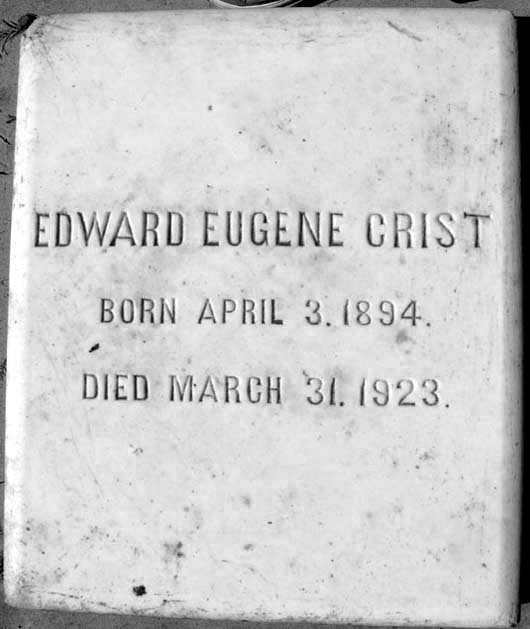 EDWARD EUGENE CRIST
BORN APRIL 3. 1894.
DIED MARCH 31. 1923.